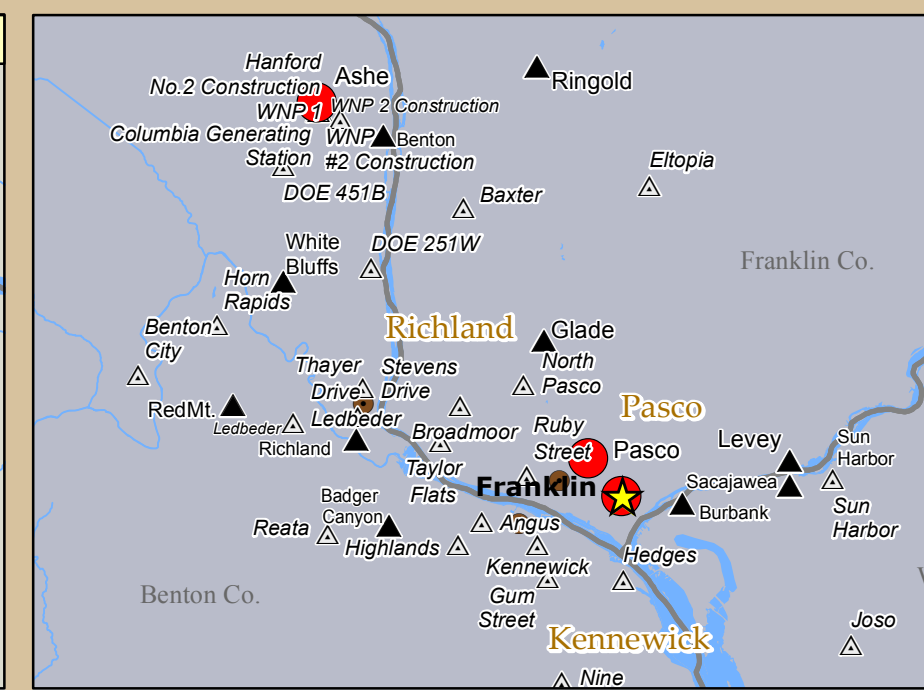 Hanford
No.2 Construction
Ashe
WNP 1
WNP 2 Construction
Ringold
Columbia Generating
Station
WNP
#2 Construction
Benton
DOE 451B
Eltopia
Baxter
White
Bluffs
DOE 251W
Franklin Co.
Horn
Rapids
Benton
City
Richland
Glade
North
Pasco
Thayer
Drive
Stevens
Drive
RedMt.
Ledbeder
Ledbeder
Richland
Broadmoor
Ruby
Street
Pasco
Pasco
Levey
Sun
Harbor
Taylor
Flats
Franklin
Sacajawea
Burbank
Sun
Harbor
Badger
Canyon
Reata
Highlands
Angus
Kennewick
Hedges
Gum
Street
Benton Co.
Kennewick
Joso
Nine